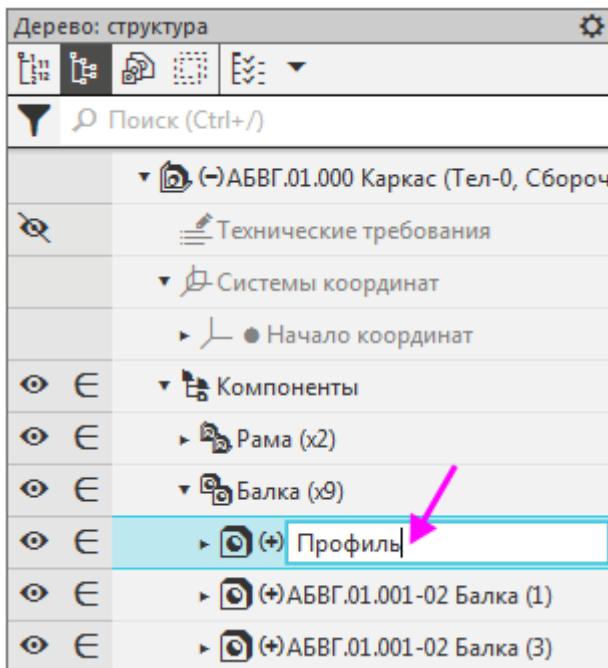 Дерево: структура
Поиск (Ctrl+/)
(-)АБВГ.01.000 Каркас (Тел-0, Сбороч
Технические требования
Системы координат
Начало координат
Компоненты
Рама (x2)
Балка (x9)
(+) Профиль
(+)АБВГ.01.001-02 Балка (1)
(+)АБВГ.01.001-02 Балка (3)